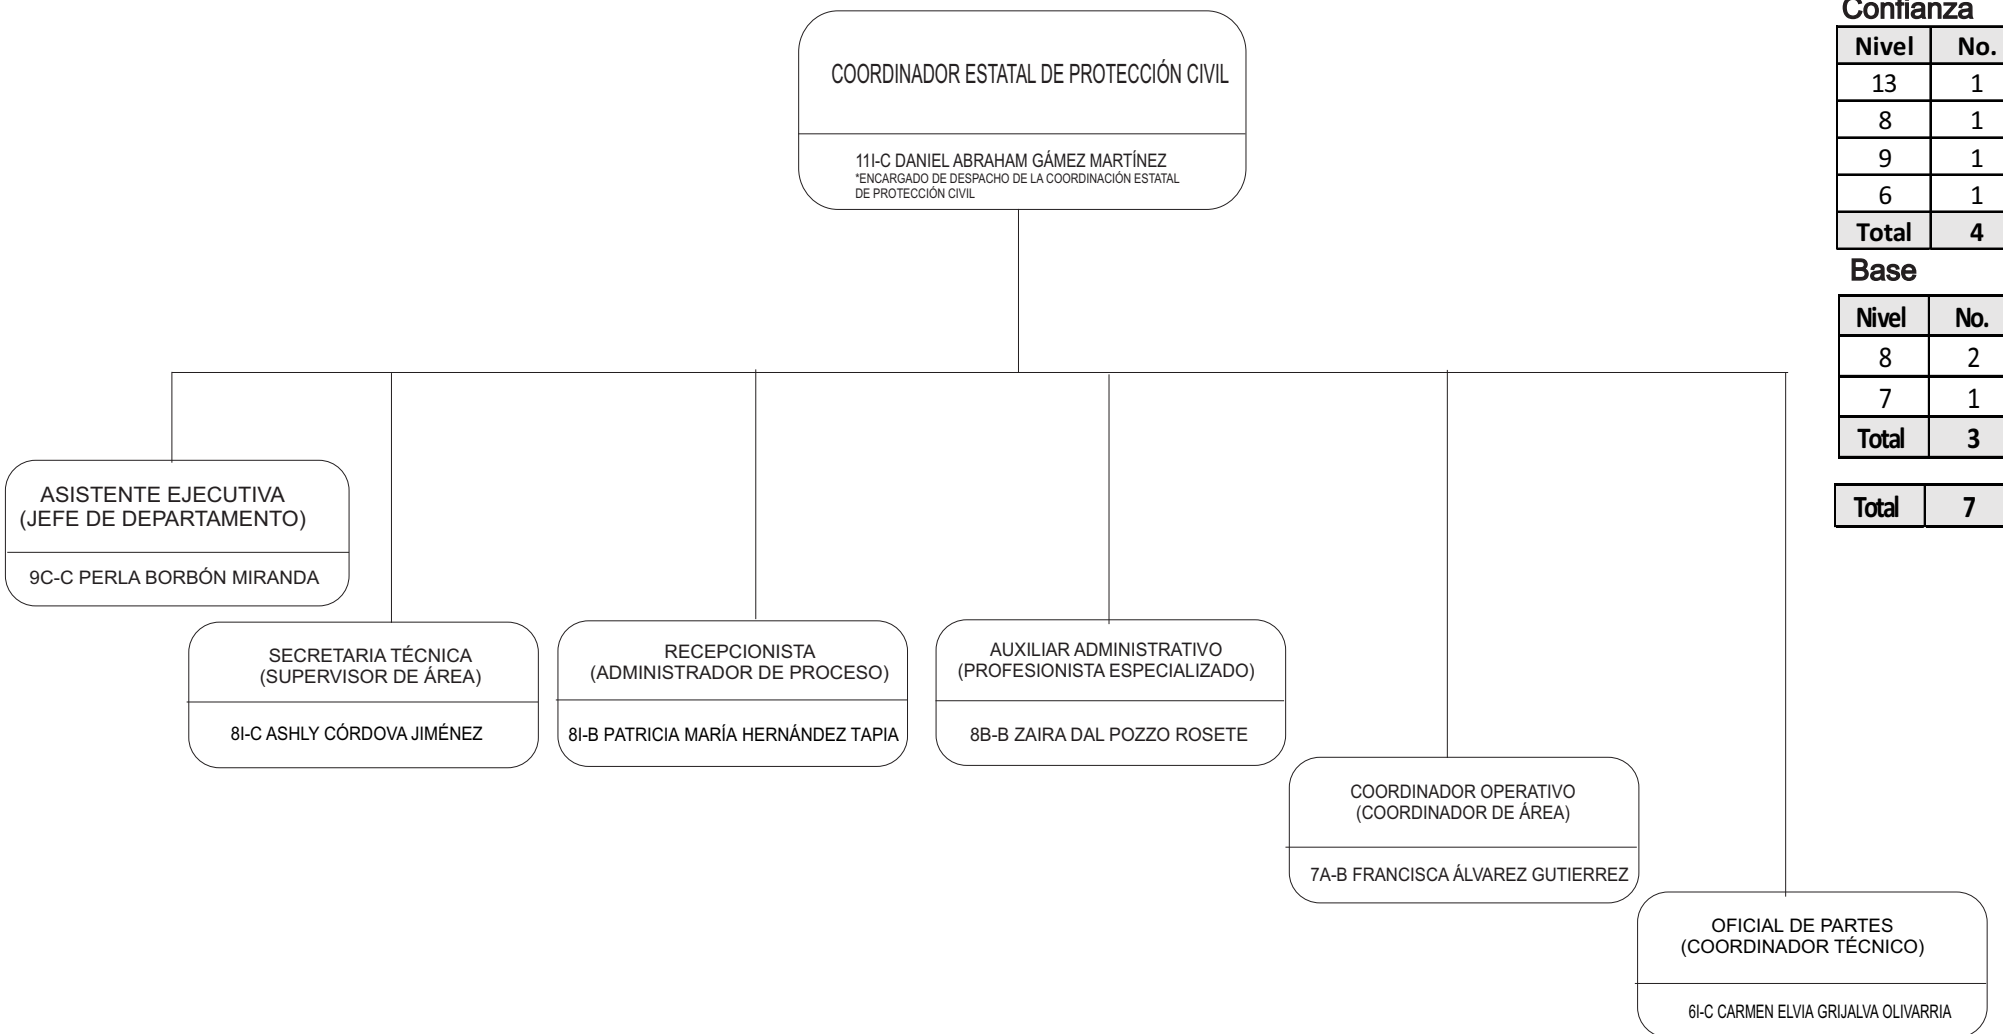 COORDINADOR ESTATAL DE PROTECCIÓN CIVIL
11I-C DANIEL ABRAHAM GÁMEZ MARTÍNEZ
*ENCARGADO DE DESPACHO DE LA COORDINACIÓN ESTATAL
DE PROTECCIÓN CIVIL
Confianza
Nivel No.
13 1
8 1
9 1
6 1
Total 4
Base
Nivel No.
8 2
7 1
Total 3
Total 7
ASISTENTE EJECUTIVA
(JEFE DE DEPARTAMENTO)
9C-C PERLA BORBÓN MIRANDA
SECRETARIA TÉCNICA
(SUPERVISOR DE ÁREA)
8I-C ASHLY CÓRDOVA JIMÉNEZ
RECEPCIONISTA
(ADMINISTRADOR DE PROCESO)
8I-B PATRICIA MARÍA HERNÁNDEZ TAPIA
AUXILIAR ADMINISTRATIVO
(PROFESIONISTA ESPECIALIZADO)
8B-B ZAIRA DAL POZZO ROSETE
COORDINADOR OPERATIVO
(COORDINADOR DE ÁREA)
7A-B FRANCISCA ÁLVAREZ GUTIERREZ
OFICIAL DE PARTES
(COORDINADOR TÉCNICO)
6I-C CARMEN ELVIA GRIJALVA OLIVARRIA